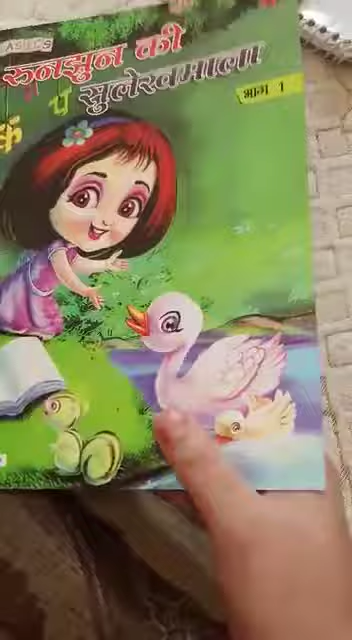 रुनझुन की
सुलेखमाला
भाग 1
प